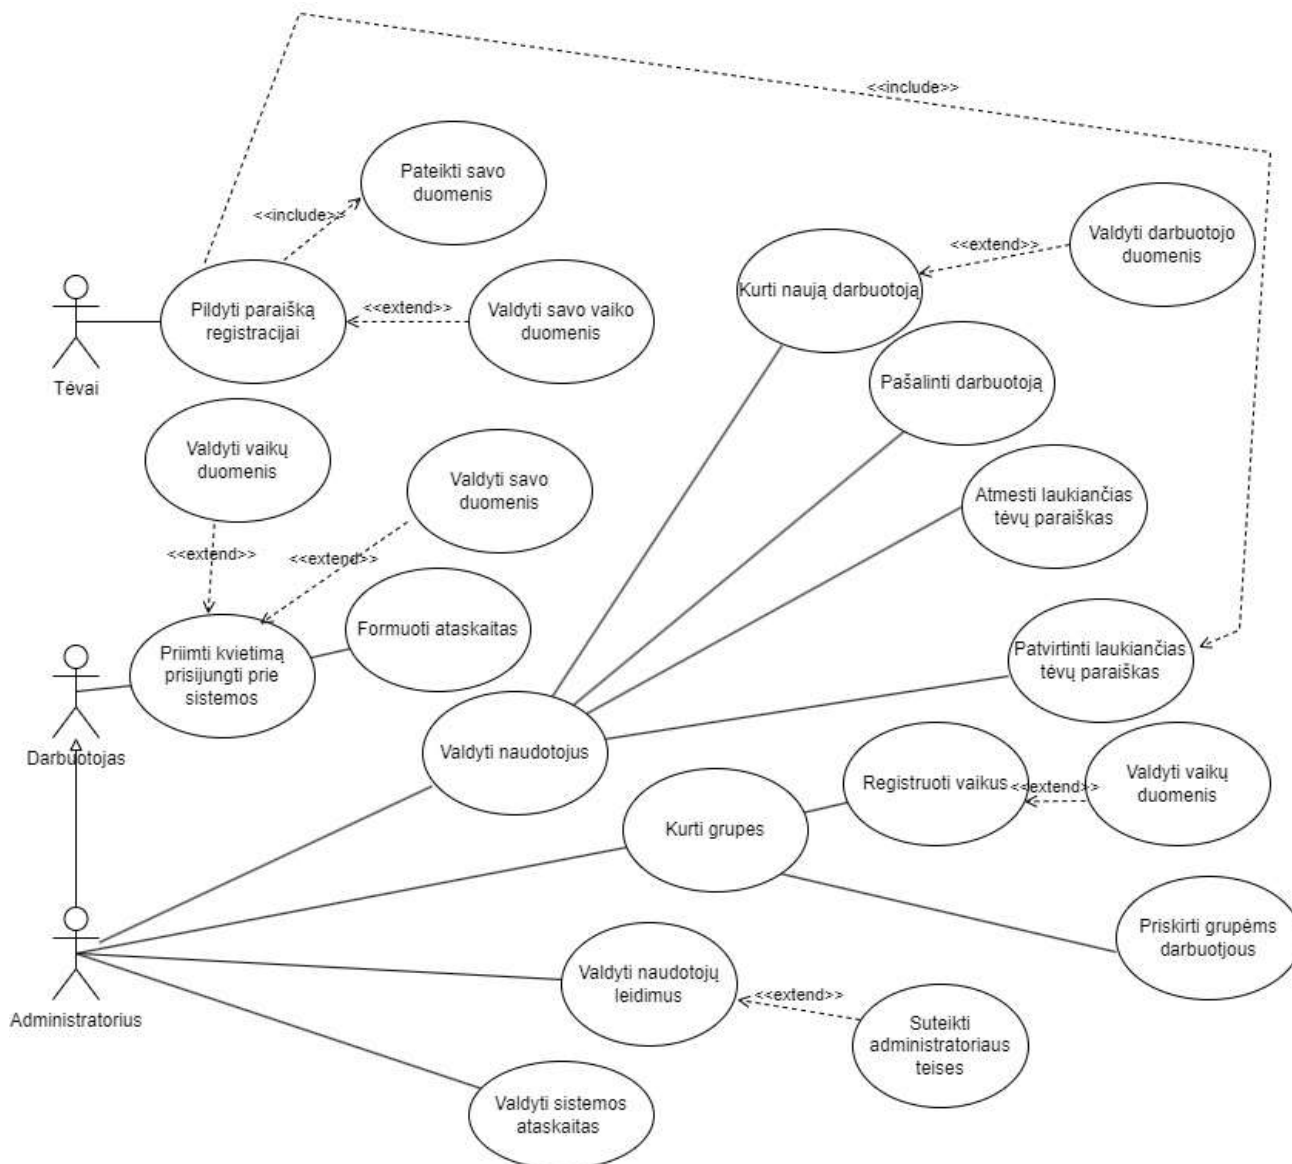 <<include>>
Pateikti savo
duomenis
<<include>>
Valdyti darbuotojo
duomenis
<<extend>>
Kurti naują darbuotoją
Pildyti paraišką
registracijai
<<extend>>
Valdyti savo vaiko
duomenis
Tėvai
Pašalinti darbuotoją
Valdyti vaikų
duomenis
Valdyti savo
duomenis
Atmesti laukiančias
tėvų paraiškas
<<extend>>
<<extend>>
Formuoti ataskaitas
Priimti kvietimą
prisijungti prie
sistemos
Patvirtinti laukiančias
tėvų paraiškas
Darbuotojas
Valdyti naudotojus
Registruoti vaikus
<<extend>>
Valdyti vaikų
duomenis
Kurti grupes
Priskirti grupėms
darbuotjous
Valdyti naudotojų
leidimus
<<extend>>
Administratorius
Suteikti
administratoriaus
teises
Valdyti sistemos
ataskaitas